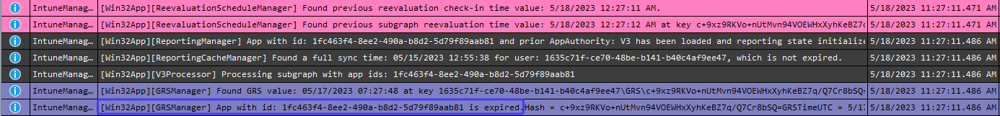 IntuneManag... [Win32App][ReevaluationScheduleManager] Found previous reevaluation check-in time value: 5/18/2023 12:27:11 AM. 5/18/2023 11:27:11.471 AM
IntuneManag... [Win32App][ReevaluationScheduleManager] Found previous subgraph reevaluation time value: 5/18/2023 12:27:12 AM at key c+9xz9RKVo+nUtMvn94VOEWHxXyhKeBZ7q 5/18/2023 11:27:11.471 AM
IntuneManag... [Win32App][ReportingManager] App with id: 1fc463f4-8ee2-490a-b8d2-5d79f89aab81 and prior AppAuthority: V3 has been loaded and reporting state initialize 5/18/2023 11:27:11.486 AM
IntuneManag... [Win32App][ReportingCacheManager] Found a full sync time: 05/15/2023 12:55:38 for user: 1635c71f-ce70-48be-b141-b40c4af9ee47, which is not expired. 5/18/2023 11:27:11.486 AM
IntuneManag... [Win32App][V3Processor] Processing subgraph with app ids: 1fc463f4-8ee2-490a-b8d2-5d79f89aab81 5/18/2023 11:27:11.486 AM
IntuneManag... [Win32App][GRSManager] Found GRS value: 05/17/2023 07:27:48 at key 1635c71f-ce70-48be-b141-b40c4af9ee47\GRS\c+9xz9RKVo+nUtMvn94VOEWHxXyhKeBZ7q/Q7Cr8bSQ= 5/18/2023 11:27:11.486 AM
IntuneManag... [Win32App][GRSManager] App with id: 1fc463f4-8ee2-490a-b8d2-5d79f89aab81 is expired.Hash = c+9xz9RKVo+nUtMvn94VOEWHxXyhKeBZ7q/Q7Cr8bSQ=GRSTimeUTC = 5/17 5/18/2023 11:27:11.486 AM